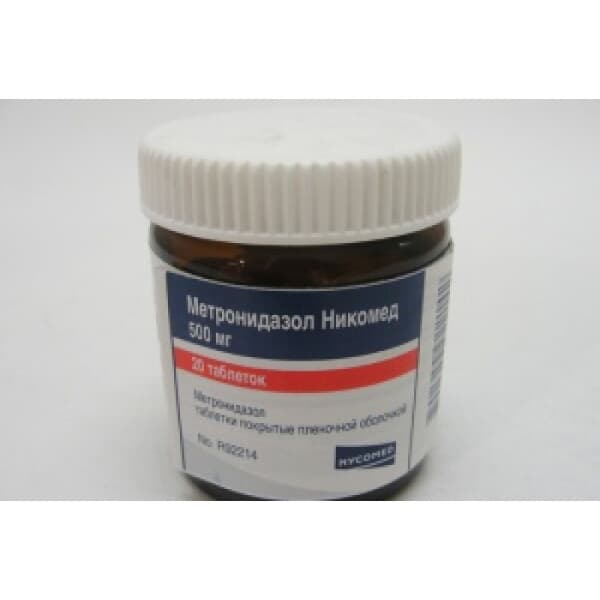 Метронидазол Никомед
500 мг
20 таблеток
Метронидазол
таблетки покрытые пленочной оболочкой
No R92214
NYCOMED